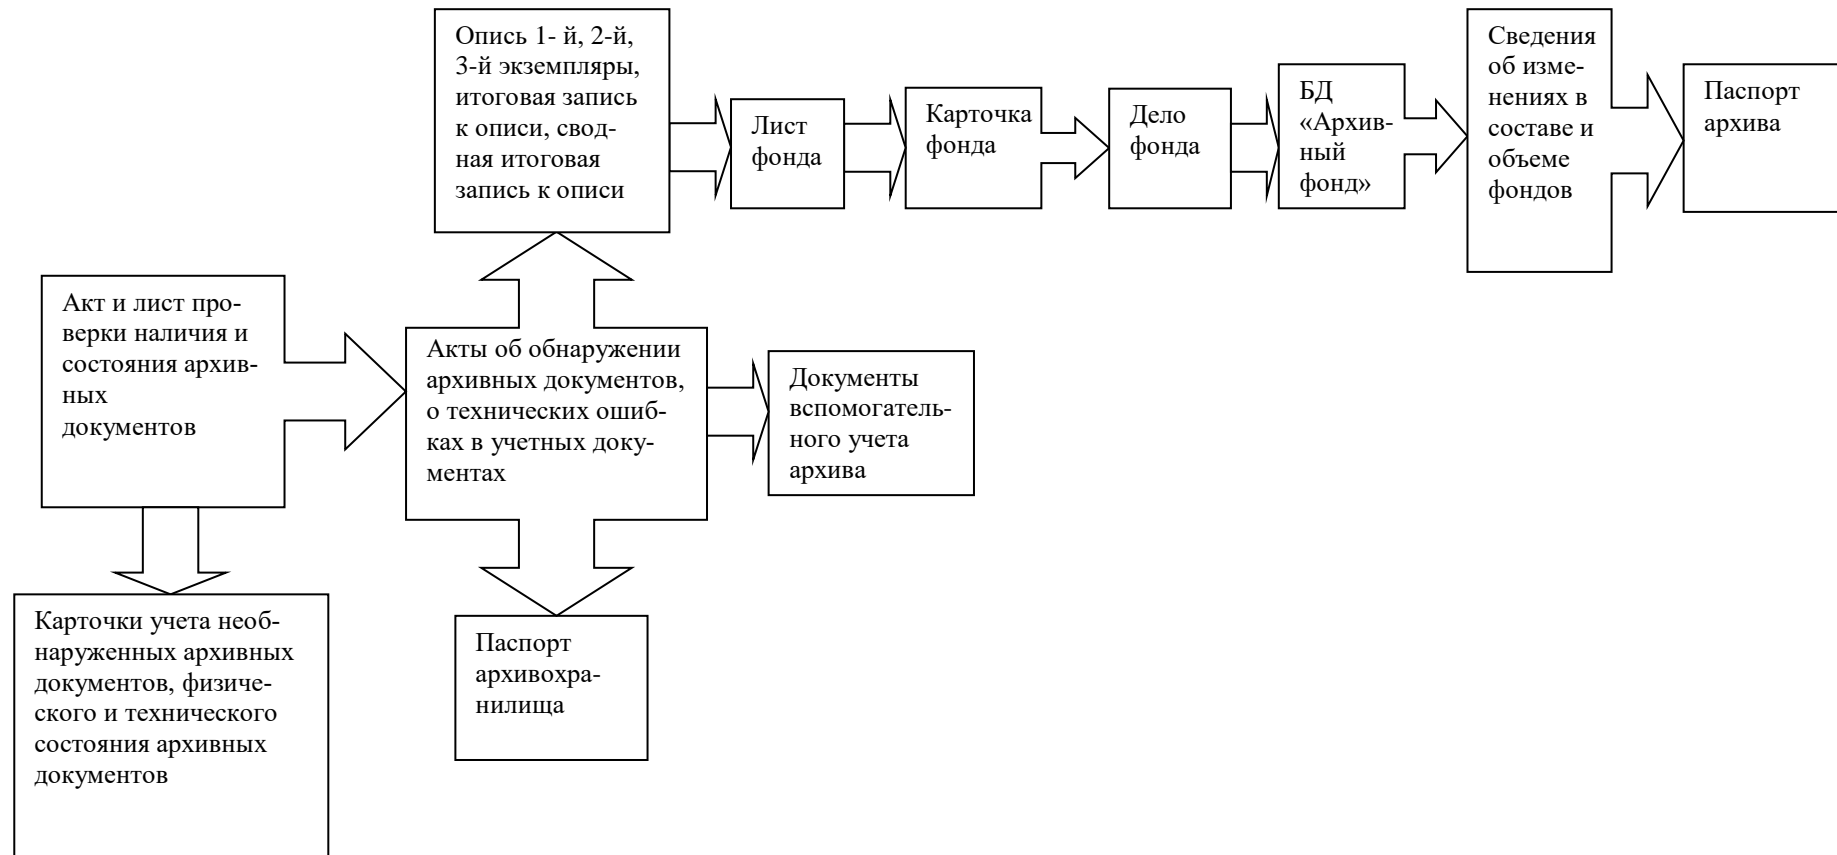 Опись 1- й, 2-й,
3-й экземпляры,
итоговая запись
к описи, свод-
ная итоговая
запись к описи
Лист
фонда
Карточка
фонда
Дело
фонда
БД
«Архив-
ный
фонд»
Сведения
об изме-
нениях в
составе и
объеме
фондов
Паспорт
архива
Акт и лист про-
верки наличия и
состояния архив-
ных
документов
Акты об обнаружении
архивных документов,
о технических ошиб-
ках в учетных доку-
ментах
Документы
вспомогатель-
ного учета
архива
Карточки учета необ-
наруженных архивных
документов, физиче-
ского и технического
состояния архивных
документов
Паспорт
архивохра-
нилища